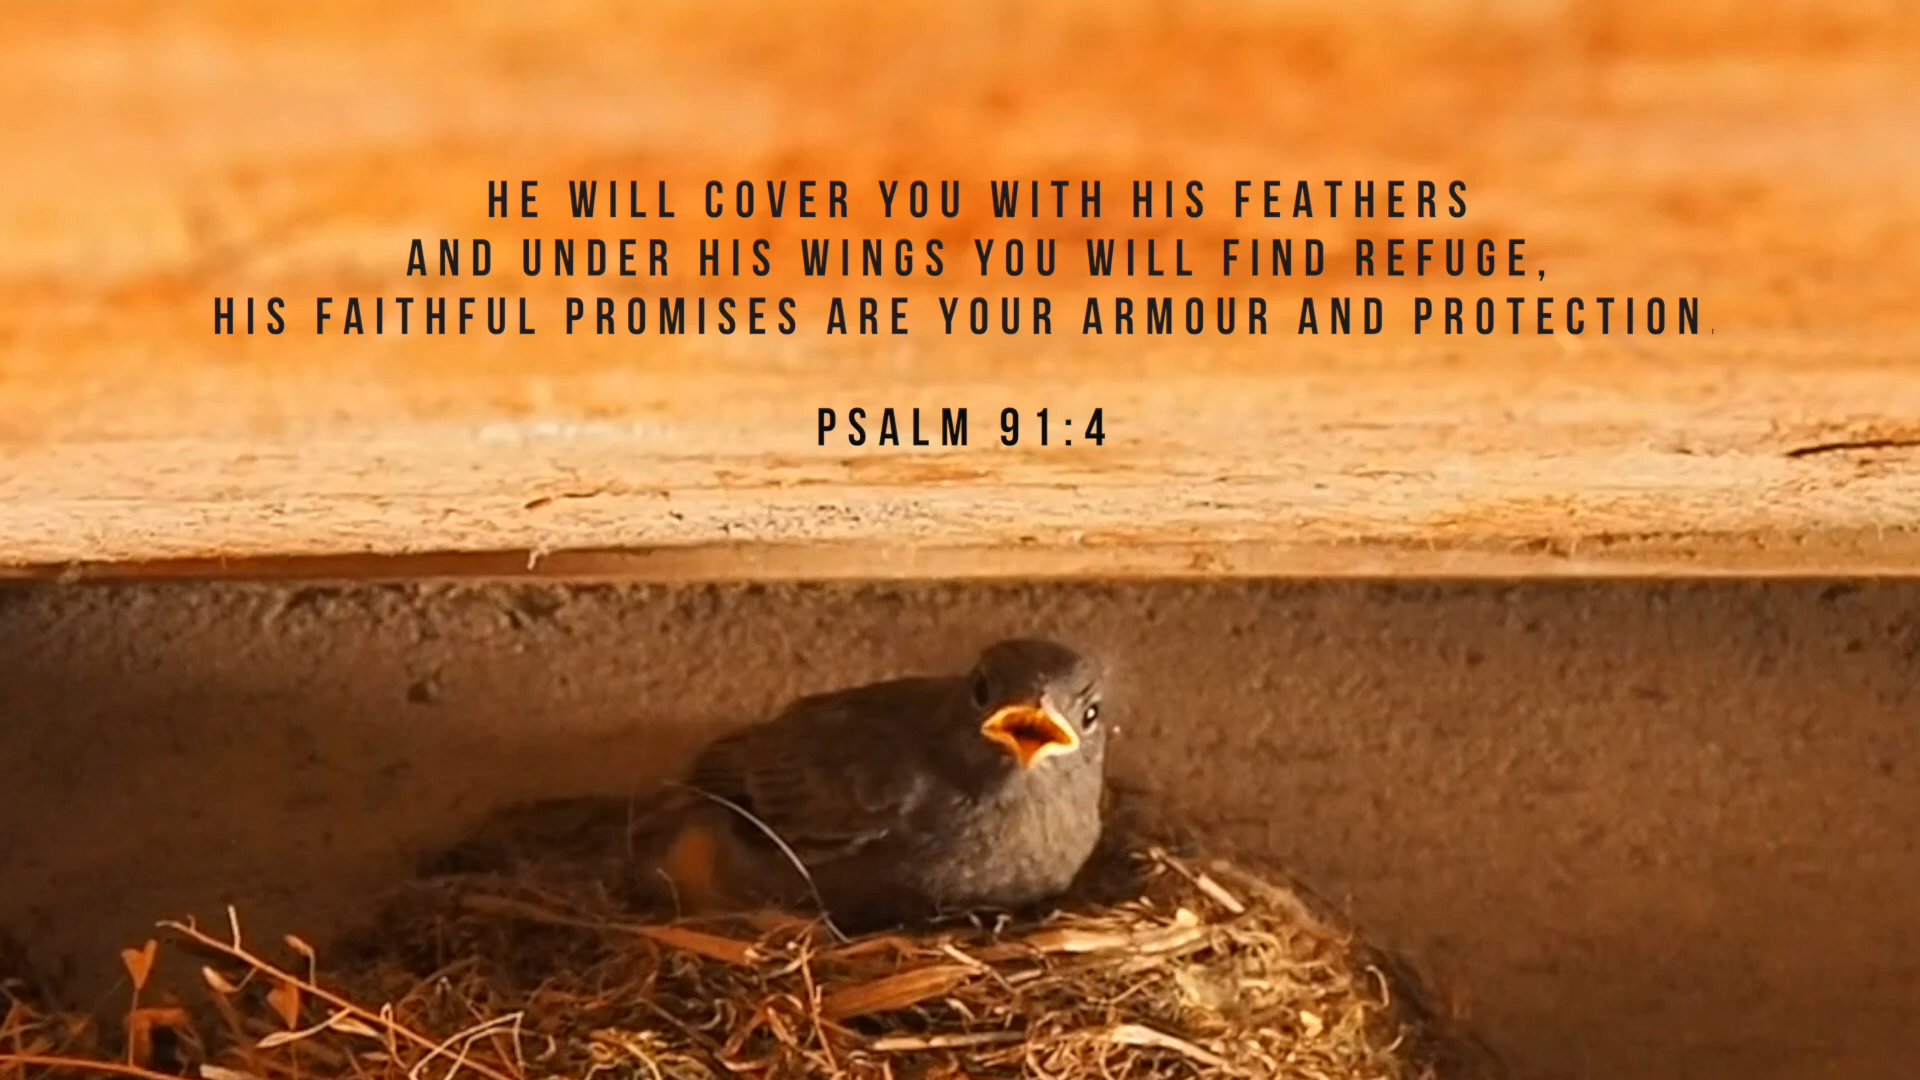 HE WILL COVER YOU WITH HIS FEATHERS
AND UNDER HIS WINGS YOU WILL FIND REFUGE,
HIS FAITHFUL PROMISES ARE YOUR ARMOUR AND PROTECTION.
PSALM 91:4